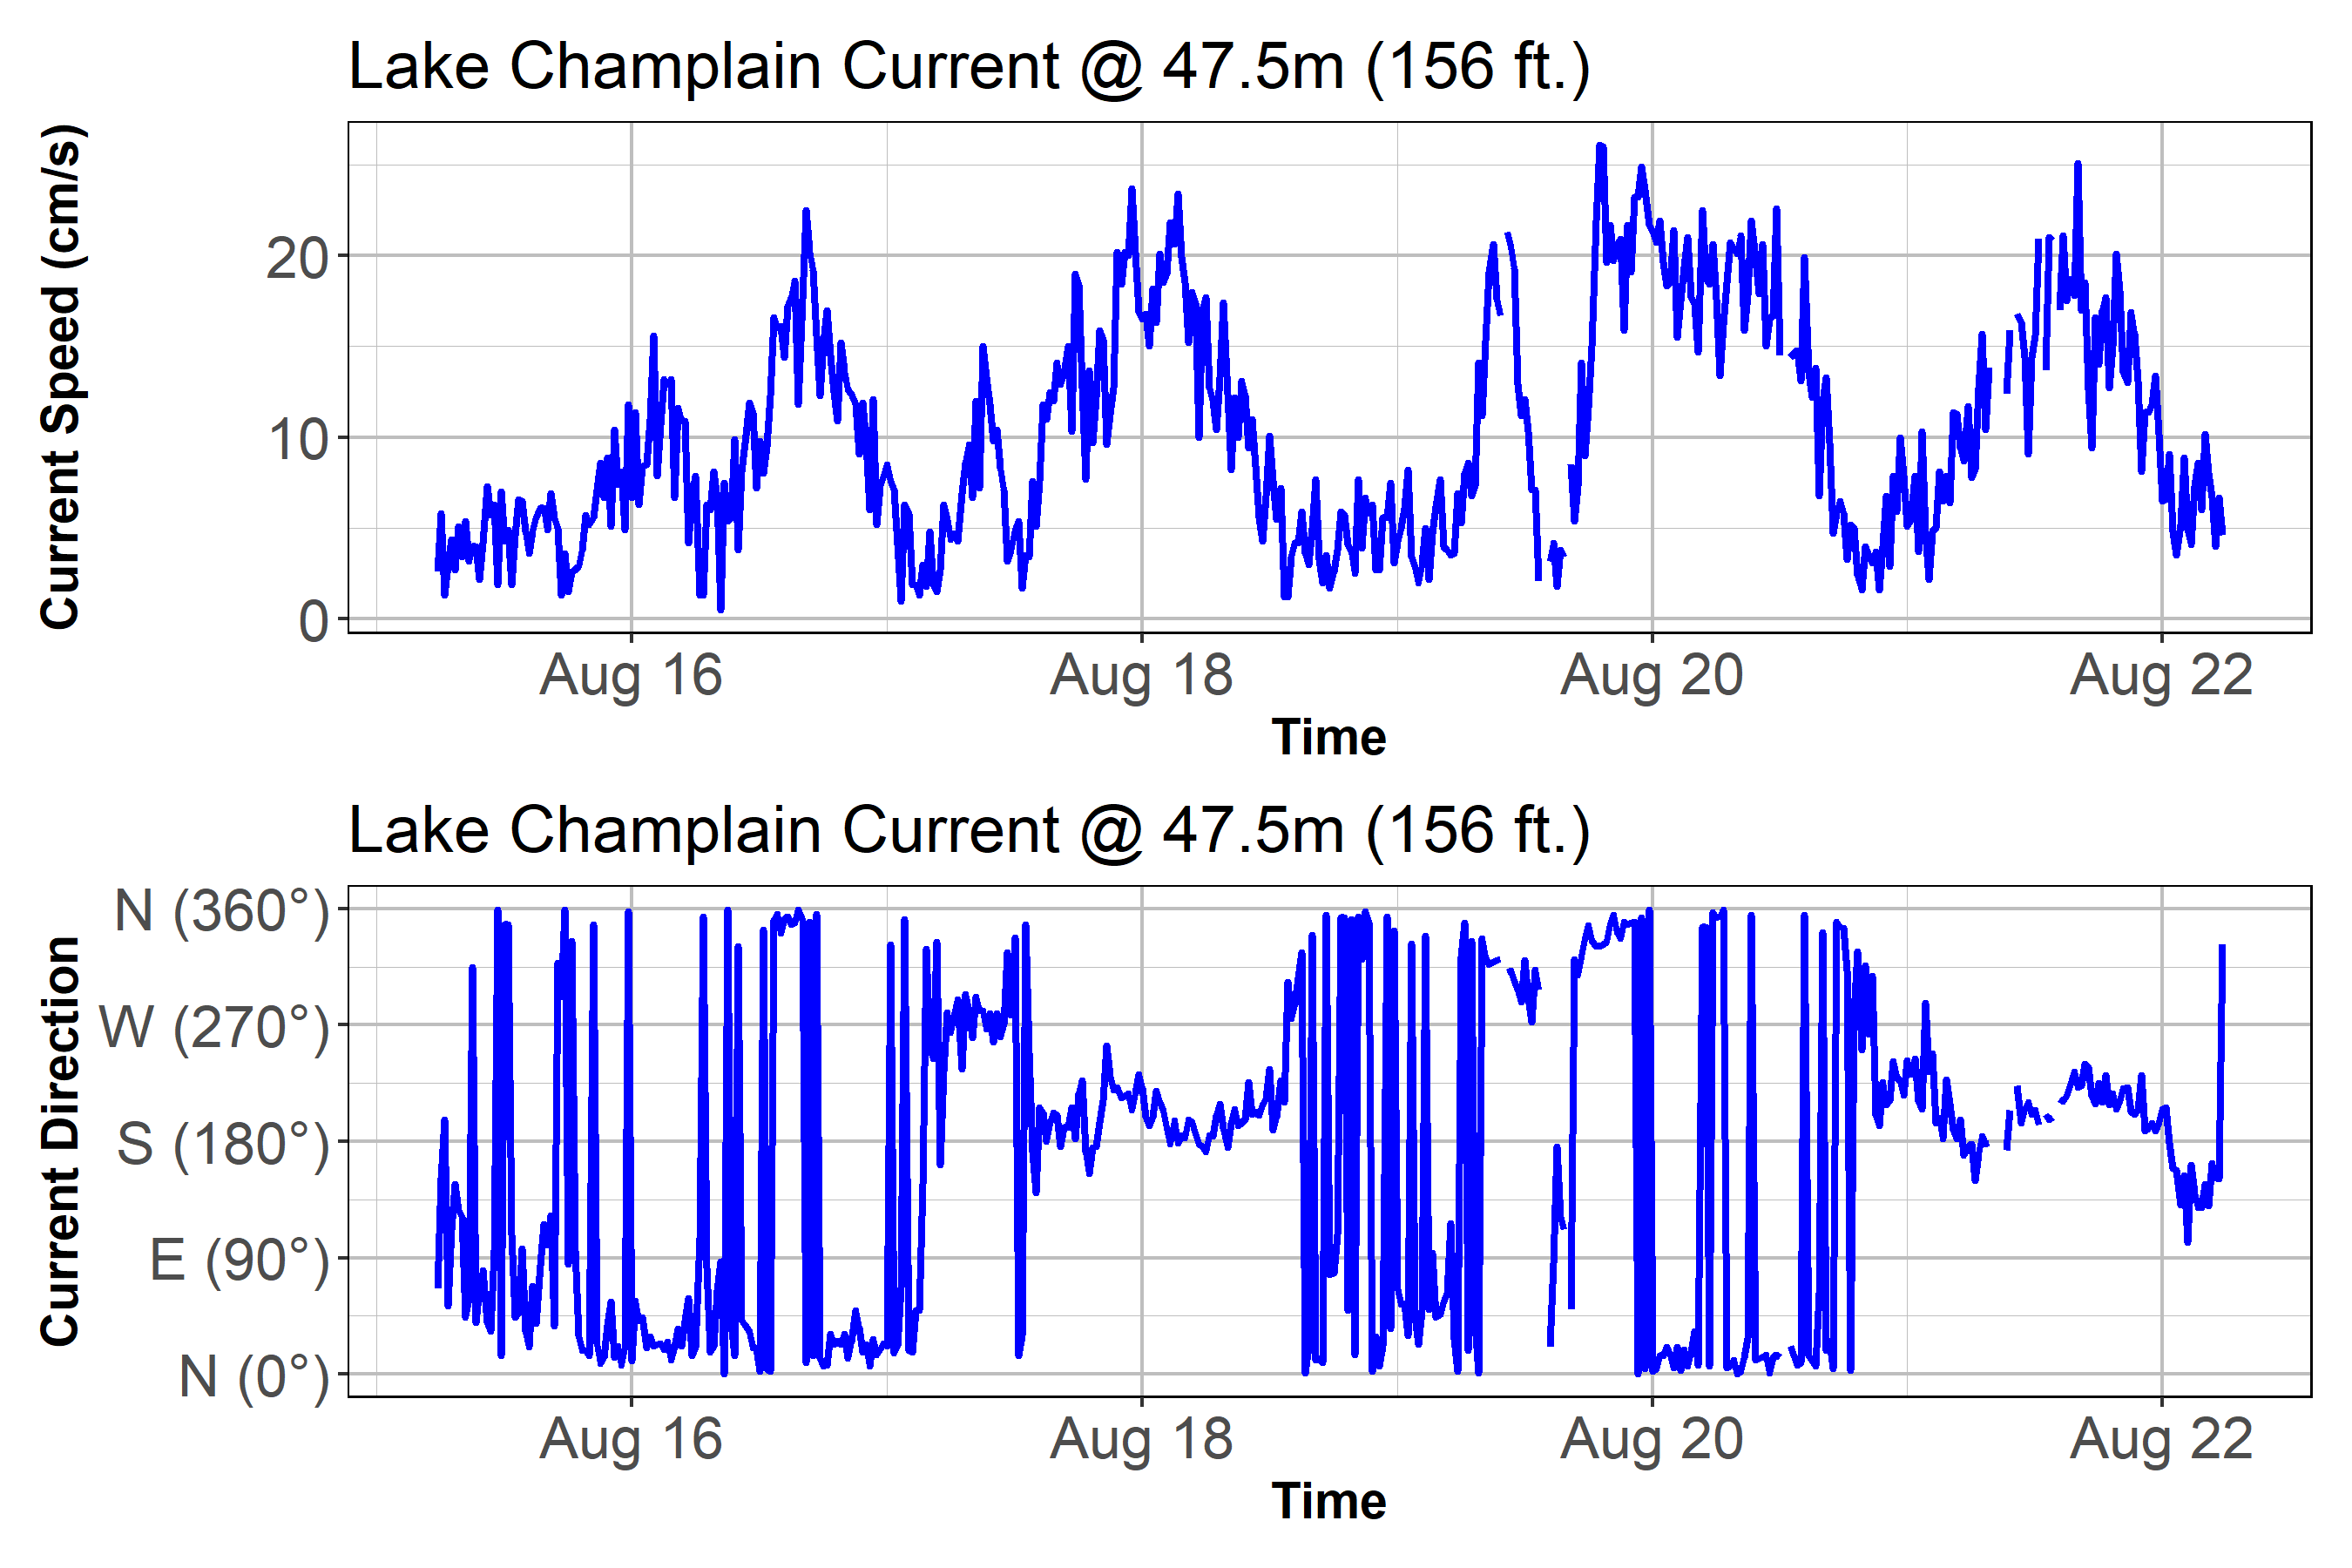 Lake Champlain Current @ 47.5m (156 ft.)
Current Speed (cm/s)
20
10
0
Aug 16 Aug 18 Aug 20 Aug 22
Time
Lake Champlain Current @ 47.5m (156 ft.)
Current Direction
N (360°)
W (270°)
S (180°)
E (90°)
N (0°)
Aug 16 Aug 18 Aug 20 Aug 22
Time